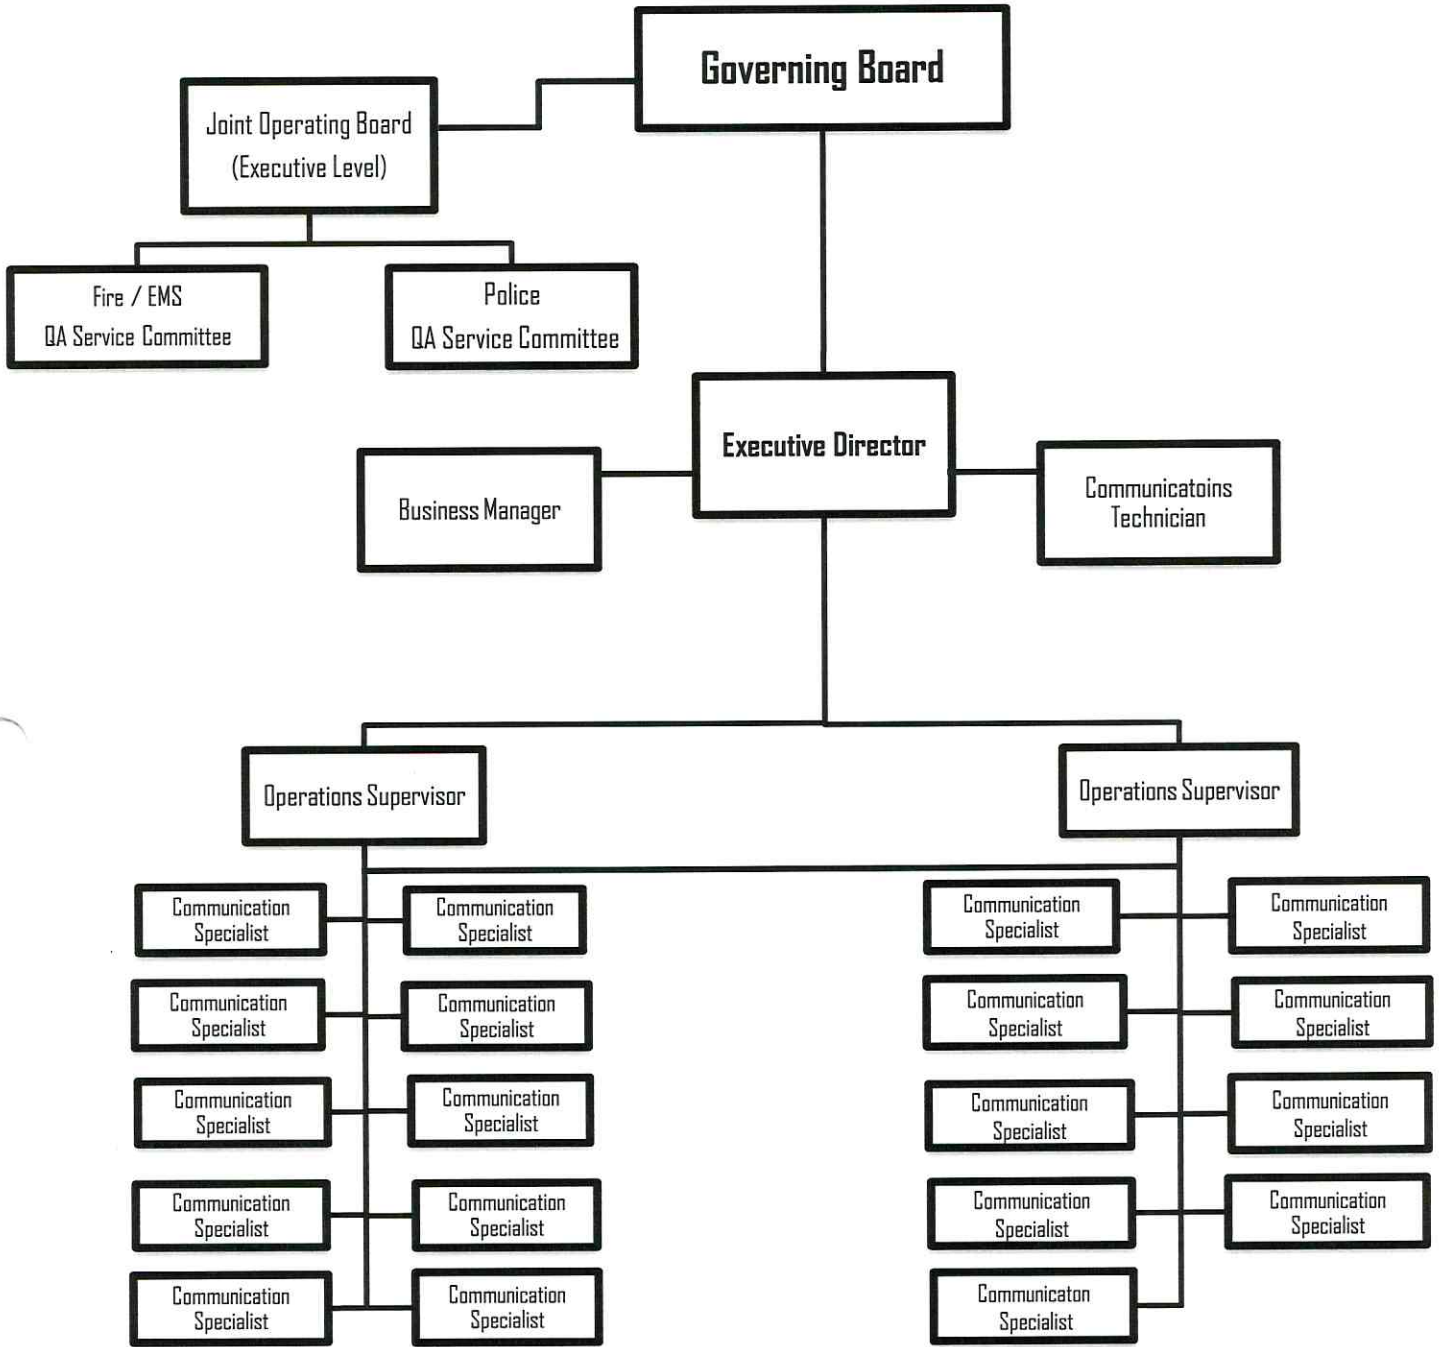 Governing Board
Joint Operating Board
(Executive Level)
Fire / EMS
QA Service Committee
Police
QA Service Committee
Executive Director
Business Manager
Communicatoins
Technician
Operations Supervisor
Operations Supervisor
Communication
Specialist
Communication
Specialist
Communication
Specialist
Communication
Specialist
Communication
Specialist
Communication
Specialist
Communication
Specialist
Communication
Specialist
Communication
Specialist
Communication
Specialist
Communication
Specialist
Communication
Specialist
Communication
Specialist
Communication
Specialist
Communication
Specialist
Communication
Specialist
Communication
Specialist
Communication
Specialist
Communicaton
Specialist